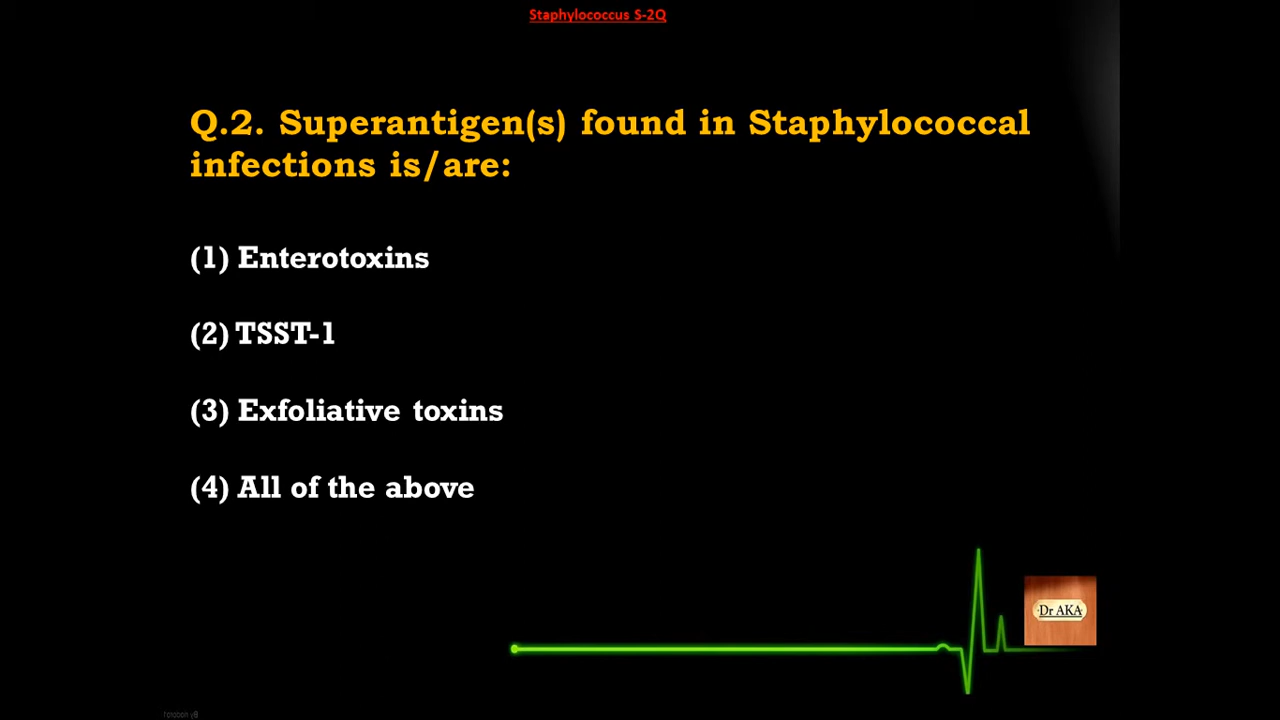 Staphylococcus S-2Q
Q.2. Superantigen(s) found in Staphylococcal
infections is/are:
(1) Enterotoxins
(2) TSST-1
(3) Exfoliative toxins
(4) All of the above
Dr AKA